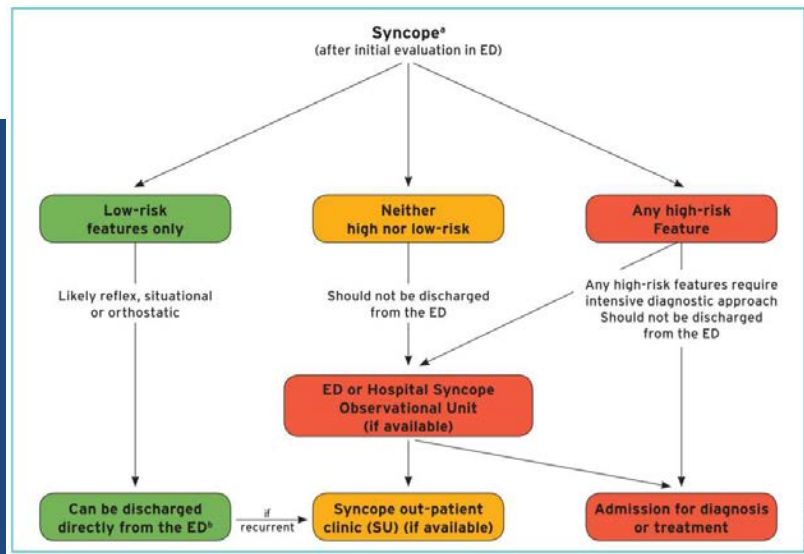 Syncopeᵃ
(after initial evaluation in ED)
Low-risk
features only
Neither
high nor low-risk
Any high-risk
Feature
Likely reflex, situational
or orthostatic
Should not be discharged
from the ED
Any high-risk features require
intensive diagnostic approach
Should not be discharged
from the ED
ED or Hospital Syncope
Observational Unit
(if available)
Can be discharged
directly from the EDᵇ
if
recurrent
Syncope out-patient
clinic (SU) (if available)
Admission for diagnosis
or treatment